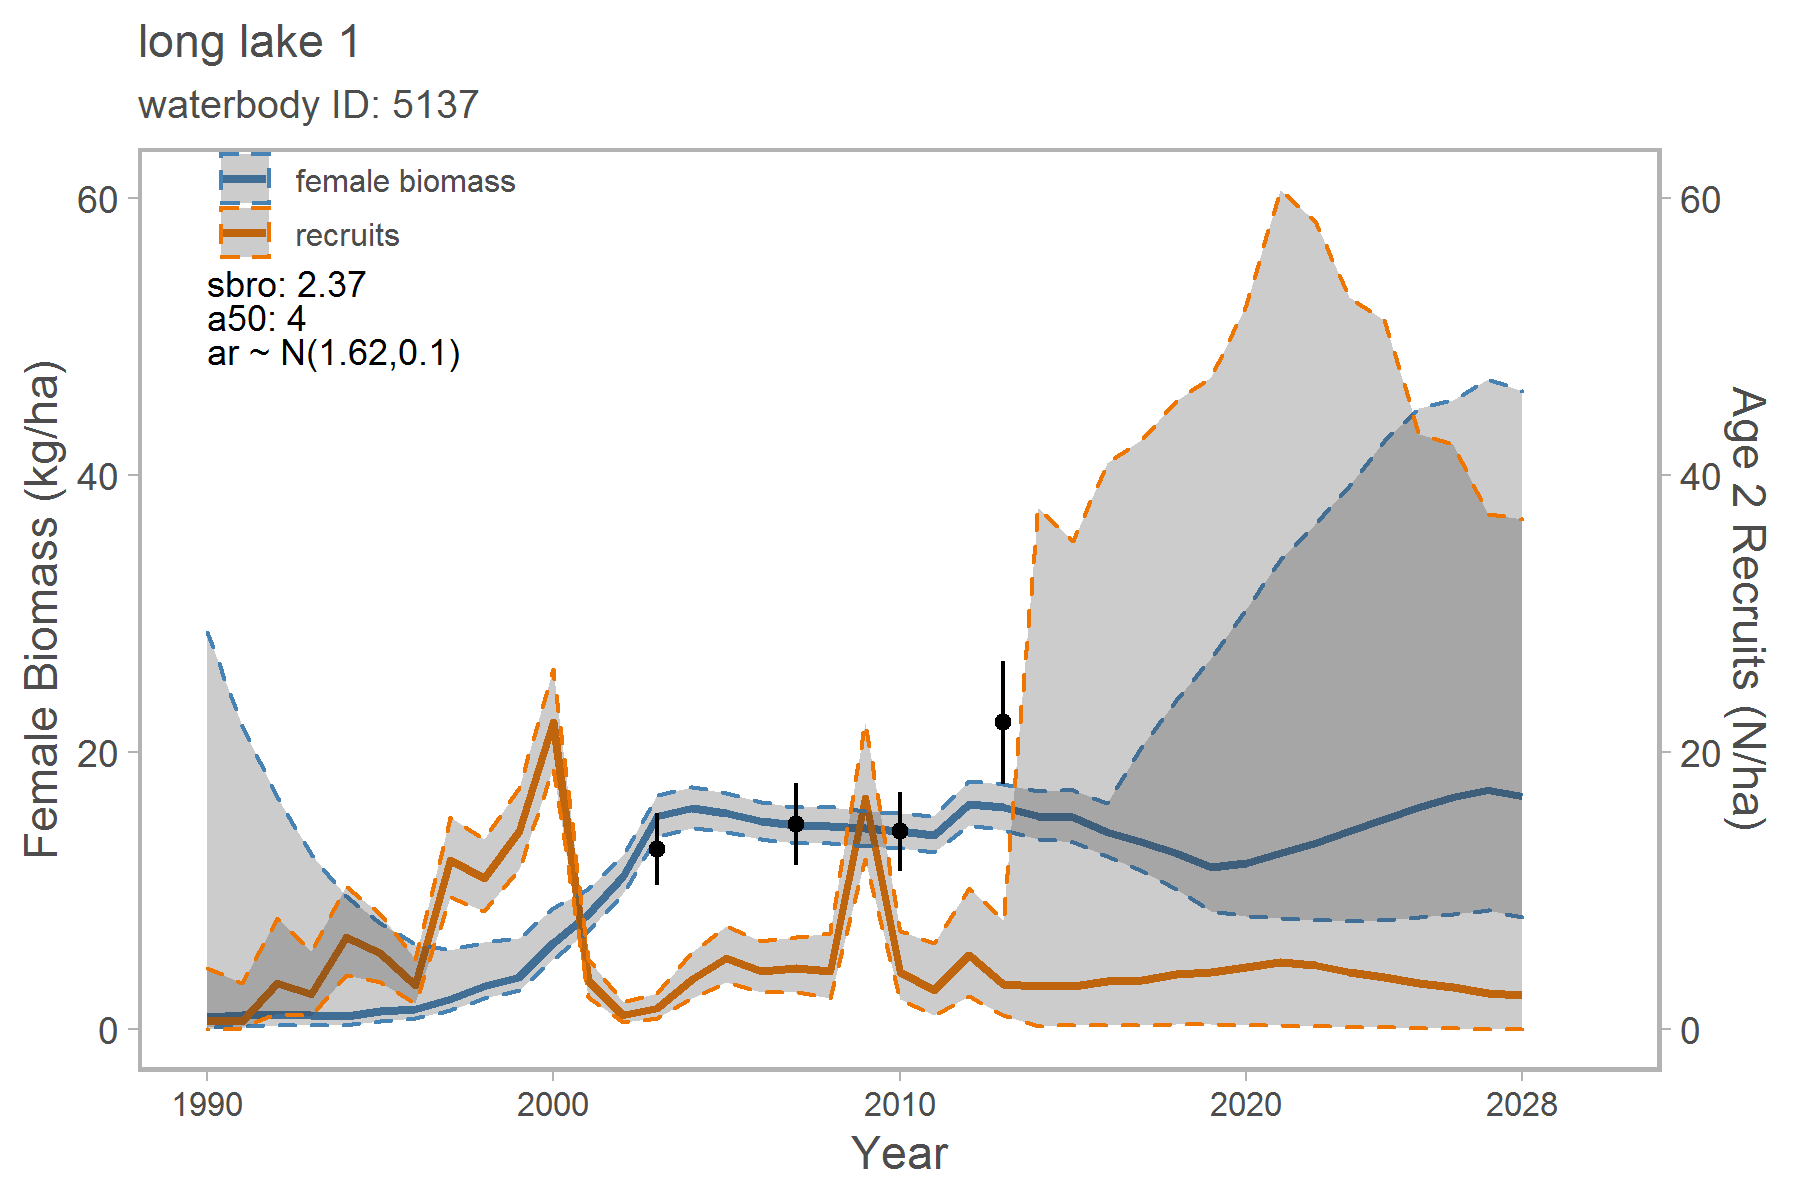 long lake 1
waterbody ID: 5137
female biomass
recruits
sbro: 2.37
a50: 4
ar ~ N(1.62,0.1)
60
40
20
0
Female Biomass (kg/ha)
60
40
20
0
Age 2 Recruits (N/ha)
1990
2000
2010
2020
2028
Year